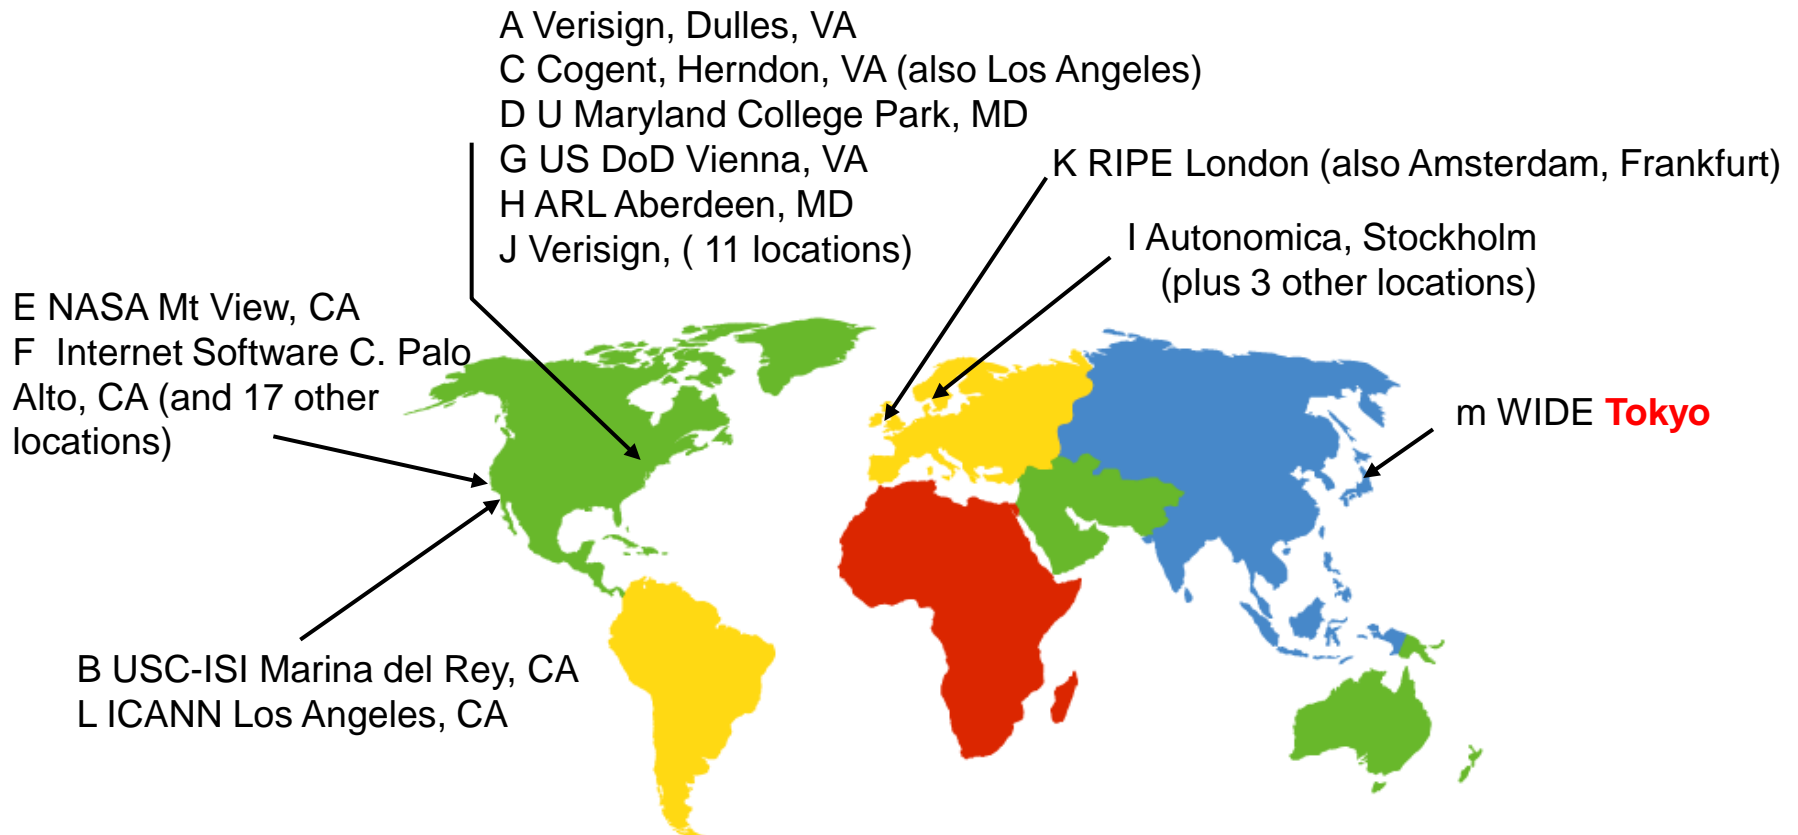 A Verisign, Dulles, VA
C Cogent, Herndon, VA (also Los Angeles)
D U Maryland College Park, MD
G US DoD Vienna, VA
H ARL Aberdeen, MD
J Verisign, ( 11 locations)
K RIPE London (also Amsterdam, Frankfurt)
I Autonomica, Stockholm
(plus 3 other locations)
E NASA Mt View, CA
F  Internet Software C. Palo
Alto, CA (and 17 other
locations)
m WIDE Tokyo
B USC-ISI Marina del Rey, CA
L ICANN Los Angeles, CA